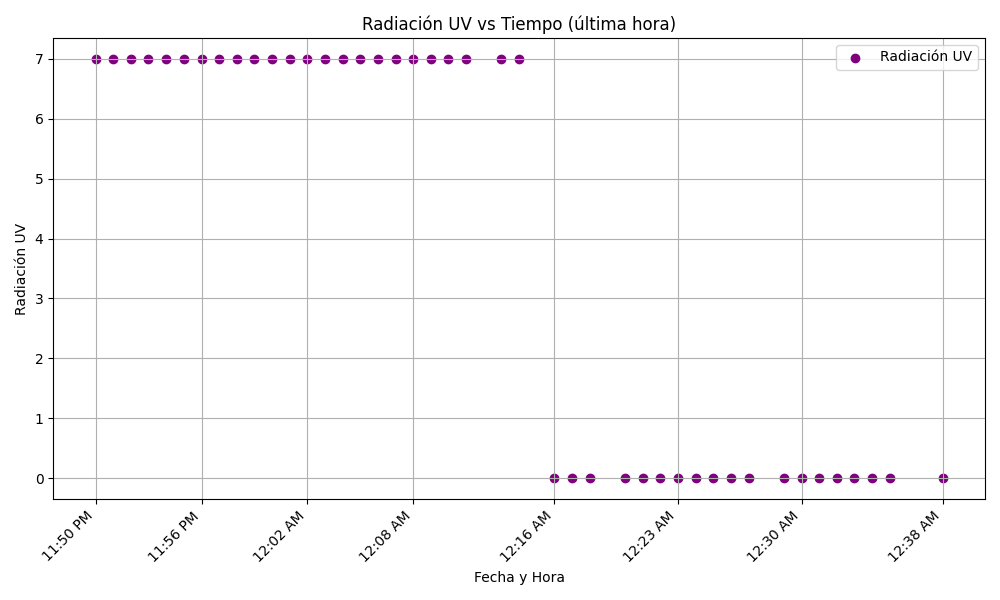 Radiación UV vs Tiempo (última hora)
Radiación UV
7
6
5
4
3
2
1
0
Radiación UV
11:50 PM
11:56 PM
12:02 AM
12:08 AM
12:16 AM
12:23 AM
12:30 AM
12:38 AM
Fecha y Hora